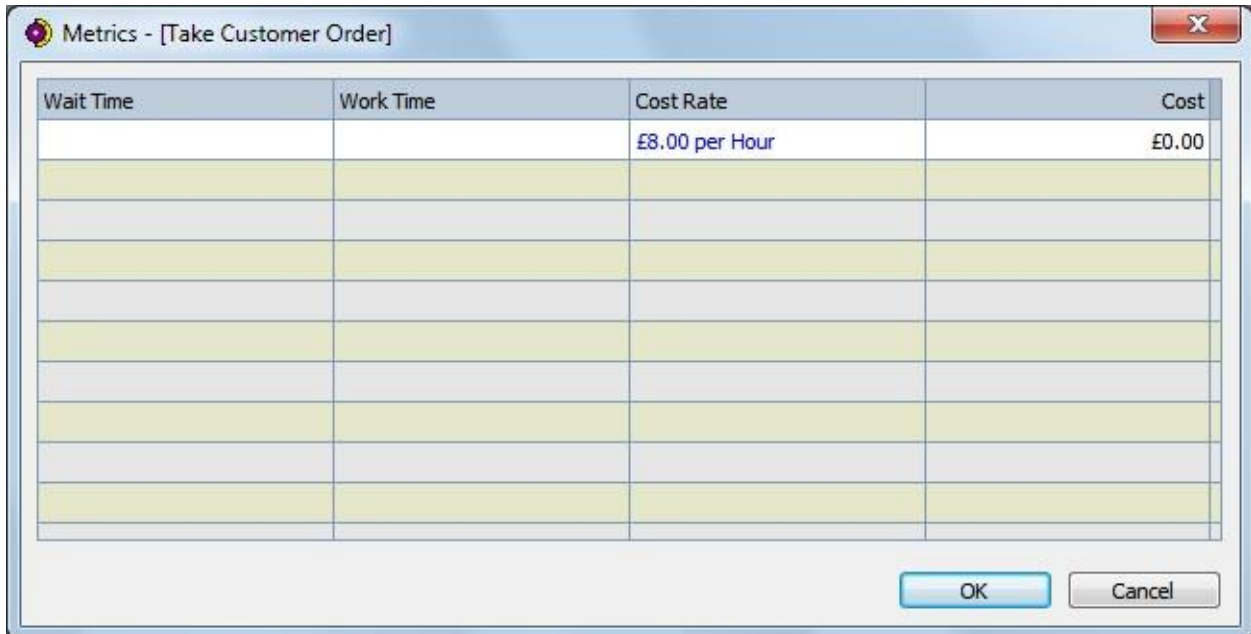 Metrics - [Take Customer Order]
Wait Time Work Time Cost Rate Cost
£8.00 per Hour £0.00
OK Cancel